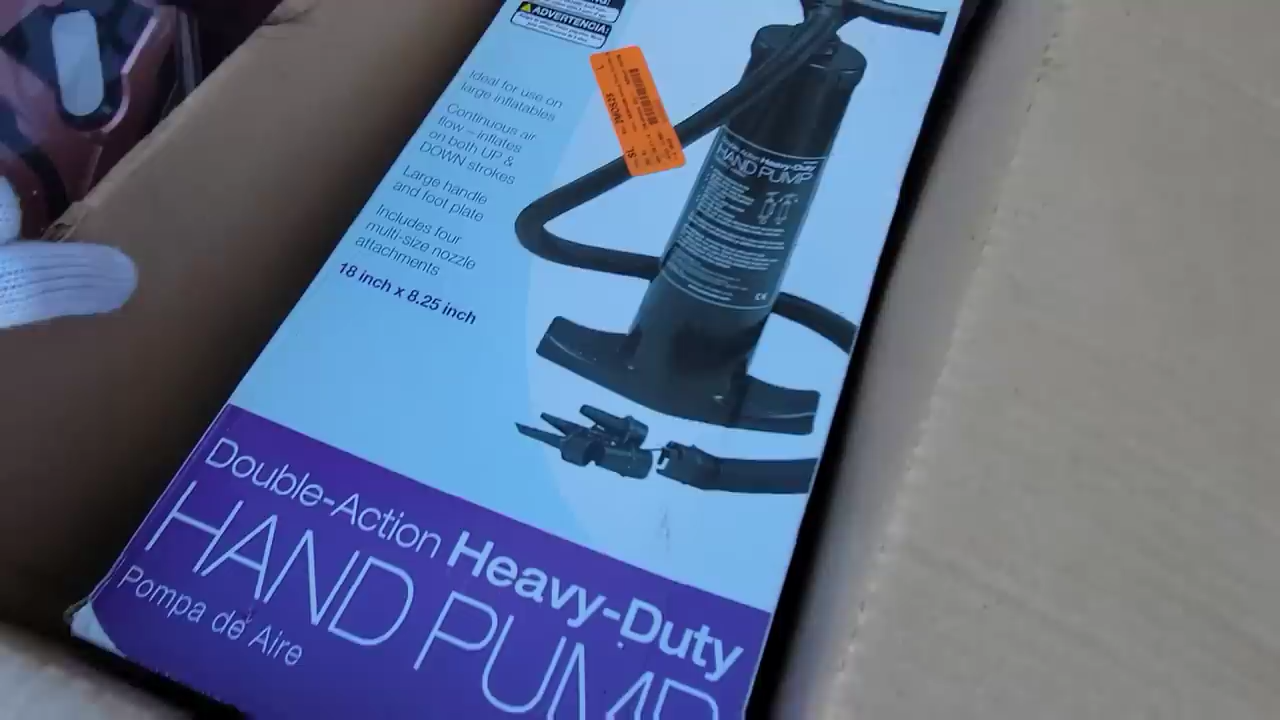 ADVERTENCIA:
Ideal for use on
large inflatables
Continuous air
flow – inflates
on both UP &
DOWN strokes
Large handle
and foot plate
Includes four
multi-size nozzle
attachments
18 inch x 8.25 inch
SL
Double-Action Heavy-Duty
HAND PUMP
Double-Action Heavy-Duty
HAND PUMP
Pompa de Aire